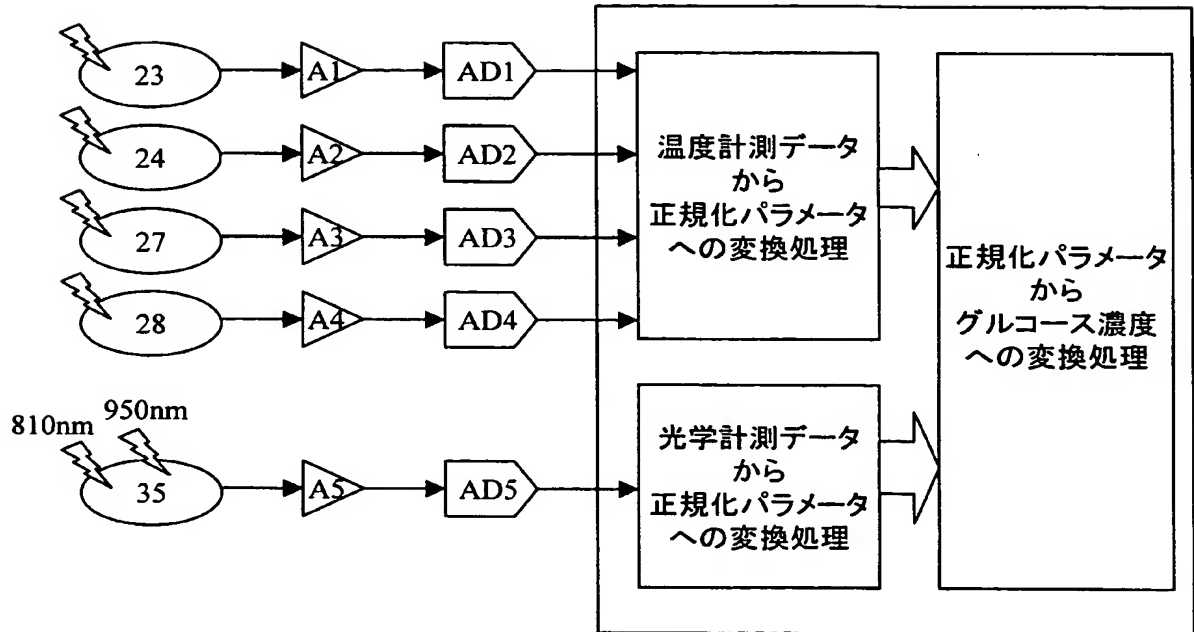 23
A1
AD1
24
A2
AD2
27
A3
AD3
28
A4
AD4
温度計測データ
から
正規化パラメータ
への変換処理
810nm
950nm
35
A5
AD5
光学計測データ
から
正規化パラメータ
への変換処理
正規化パラメータ
から
グルコース濃度
への変換処理